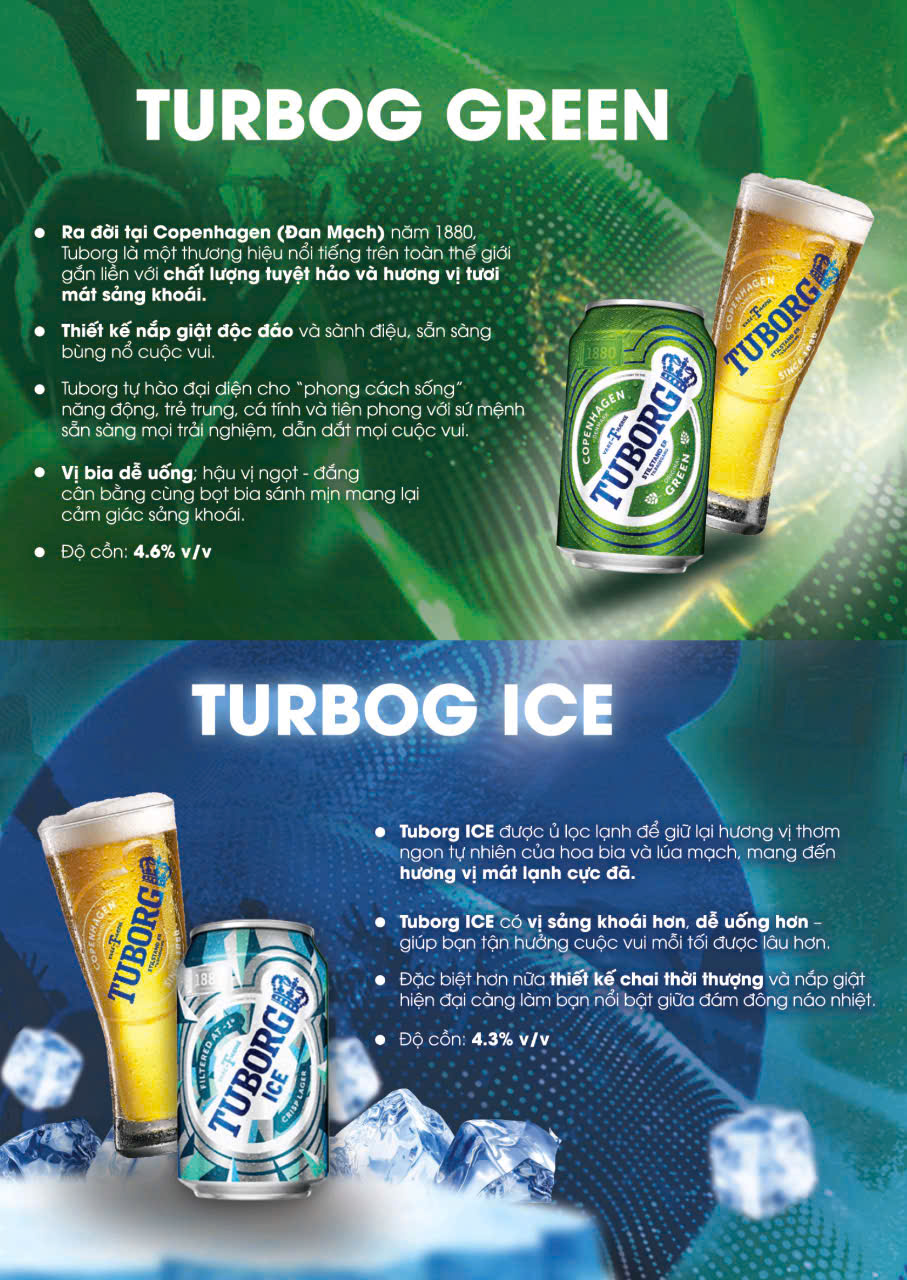 TURBOG GREEN
Ra đời tại Copenhagen (Đan Mạch) năm 1880,
Tuborg là một thương hiệu nổi tiếng trên toàn thế giới
gắn liền với chất lượng tuyệt hảo và hương vị tươi
mát sảng khoái.
Thiết kế nắp giật độc đáo và sành điệu, sẵn sàng
bùng nổ cuộc vui.
Tuborg tự hào đại diện cho “phong cách sống”
năng động, trẻ trung, cá tính và tiên phong với sứ mệnh
sẵn sàng mọi trải nghiệm, dẫn dắt mọi cuộc vui.
Vị bia dễ uống; hậu vị ngọt - đắng
cân bằng cùng bọt bia sánh mịn mang lại
cảm giác sảng khoái.
Độ cồn: 4.6% v/v
1880
COPENHAGEN
TUBORG
STILSTAND ER
ORIGINAL
GREEN
COPENHAGEN
TUBORG
STILSTAND ER
SINCE 1880
TURBOG ICE
Tuborg ICE được ủ lọc lạnh để giữ lại hương vị thơm
ngon tự nhiên của hoa bia và lúa mạch, mang đến
hương vị mát lạnh cực đã.
Tuborg ICE có vị sảng khoái hơn, dễ uống hơn –
giúp bạn tận hưởng cuộc vui mỗi tối được lâu hơn.
Đặc biệt hơn nữa thiết kế chai thời thượng và nắp giật
hiện đại càng làm bạn nổi bật giữa đám đông náo nhiệt.
Độ cồn: 4.3% v/v
COPENHAGEN
TUBORG
STILSTAND ER
1880
FILTERED AT -1°
TUBORG
ICE
CRISP LAGER